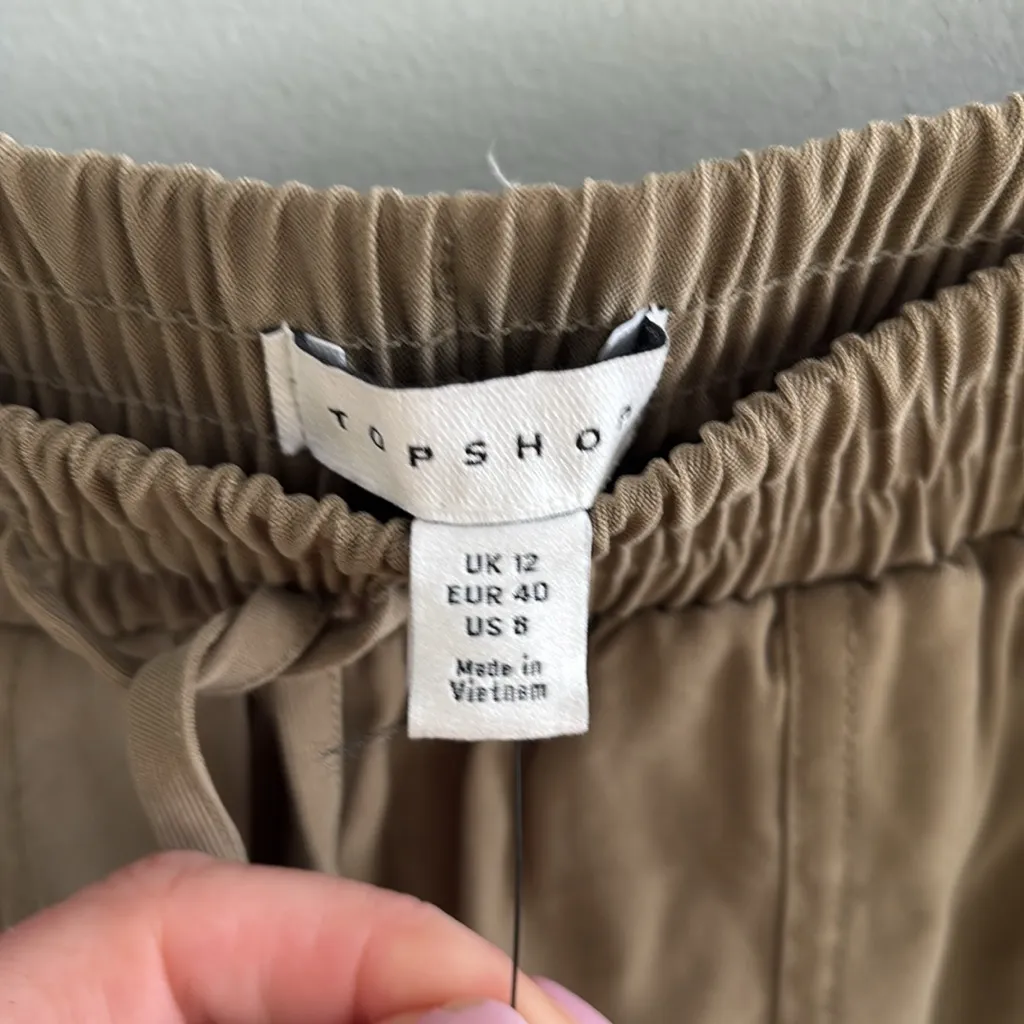 TOPSHOP
UK 12
EUR 40
US 8
Made in
Vietnam